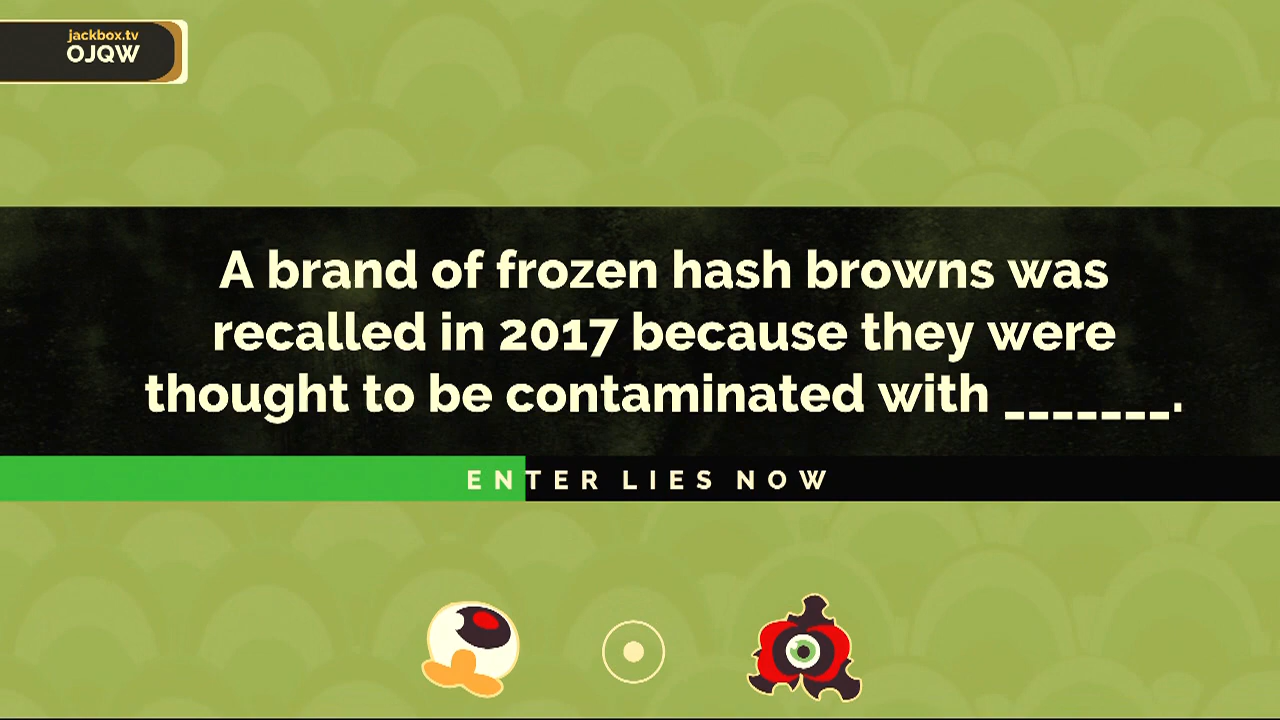 jackbox.tv
OJQW
A brand of frozen hash browns was
recalled in 2017 because they were
thought to be contaminated with _______.
ENTER LIES NOW